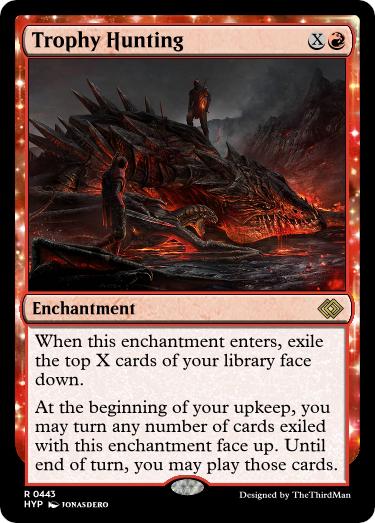 Trophy Hunting X
Enchantment
When this enchantment enters, exile
the top X cards of your library face
down.
At the beginning of your upkeep, you
may turn any number of cards exiled
with this enchantment face up. Until
end of turn, you may play those cards.
R 0443
HYP JONASDERO Designed by TheThirdMan